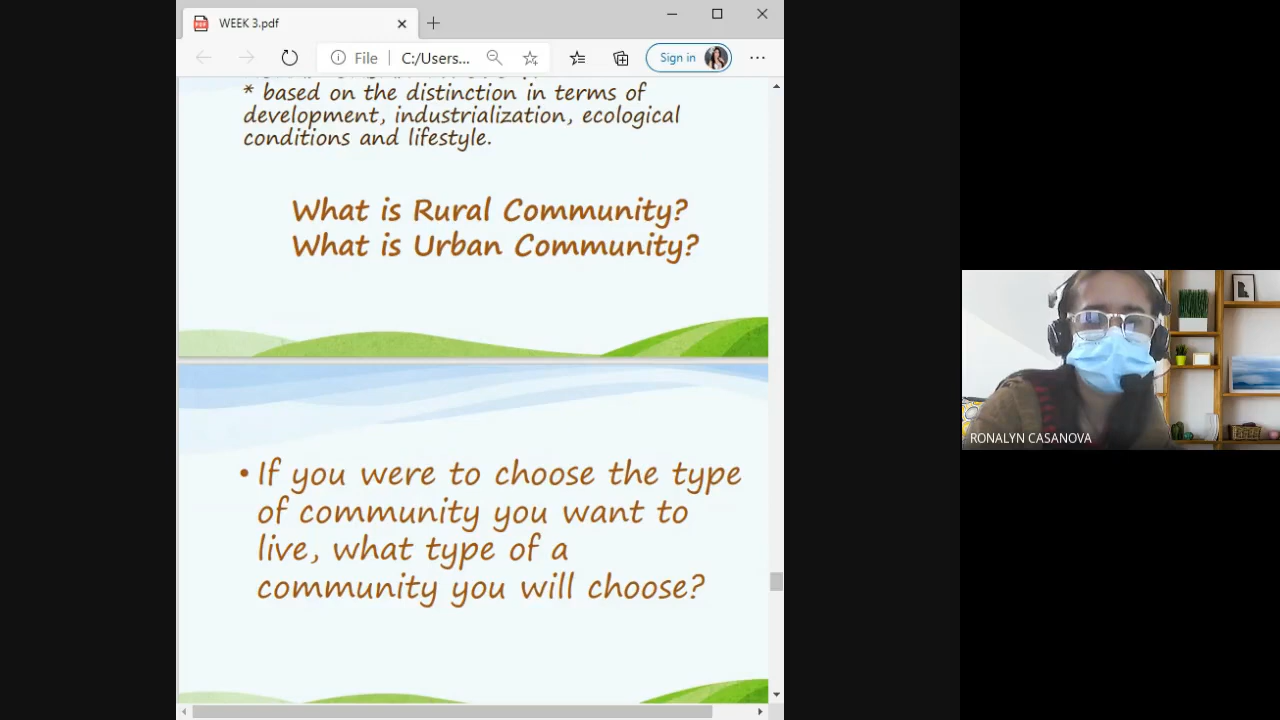 WEEK 3.pdf
File
C:/Users...
Sign in
* based on the distinction in terms of
development, industrialization, ecological
conditions and lifestyle.
What is Rural Community?
What is Urban Community?
• If you were to choose the type
of community you want to
live, what type of a
community you will choose?
RONALYN CASANOVA